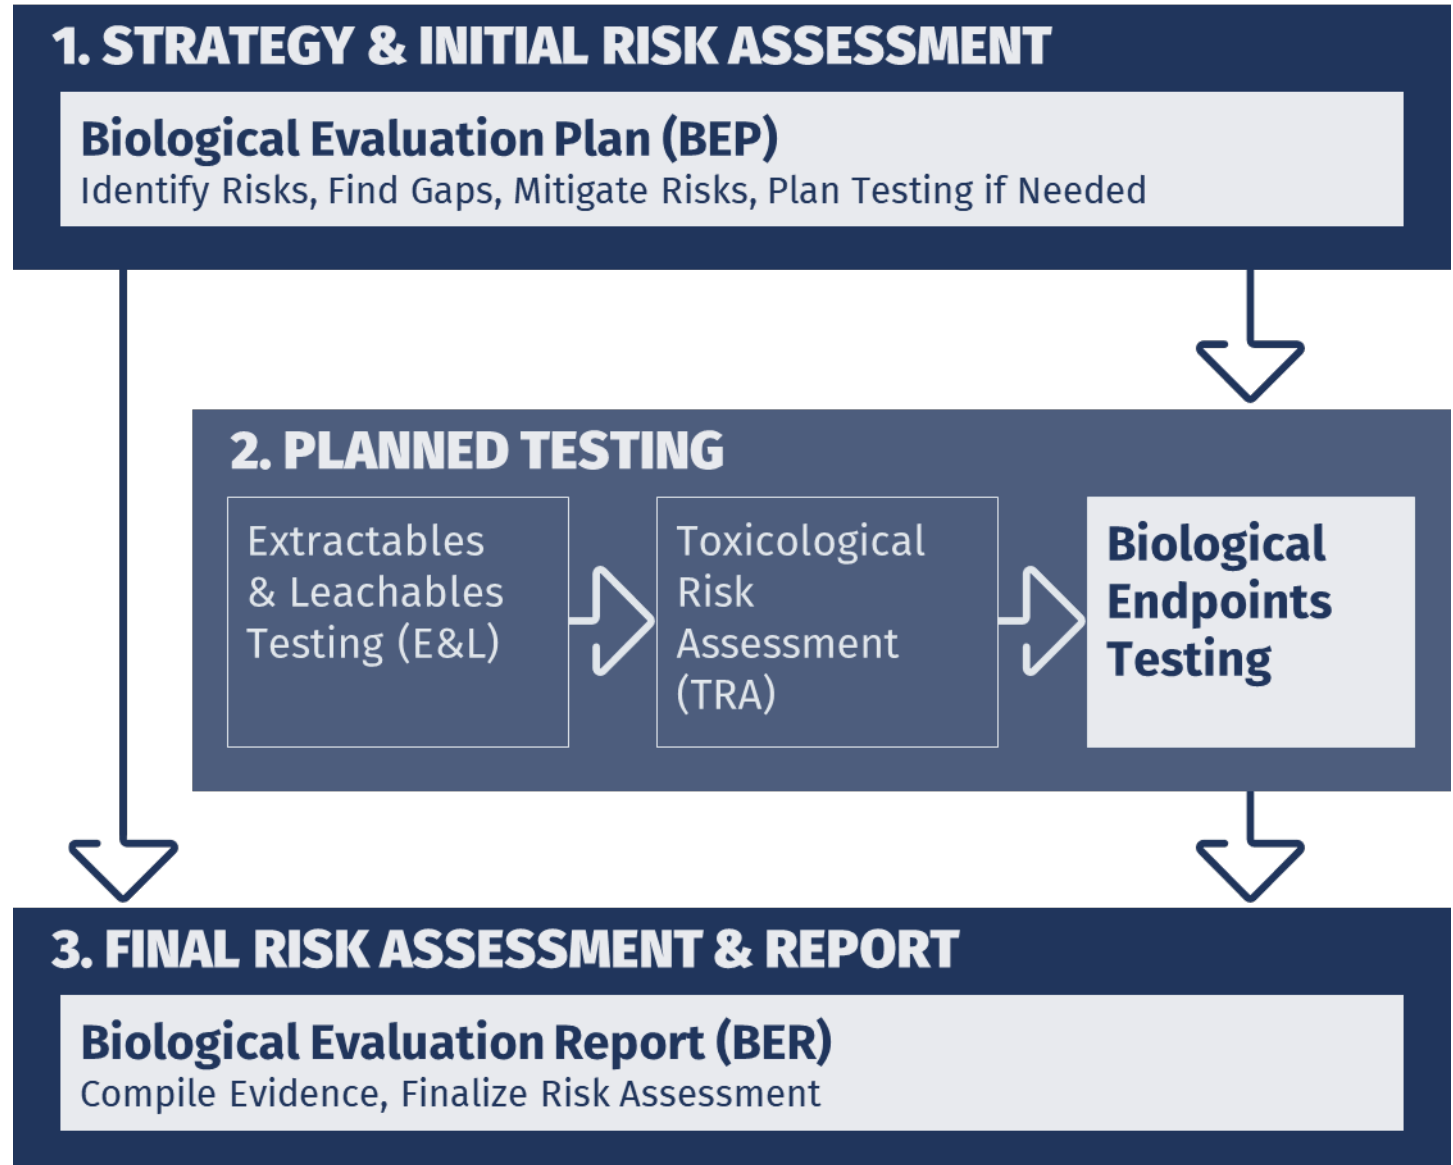 1. STRATEGY & INITIAL RISK ASSESSMENT
Biological Evaluation Plan (BEP)
Identify Risks, Find Gaps, Mitigate Risks, Plan Testing if Needed
2. PLANNED TESTING
Extractables
& Leachables
Testing (E&L)
Toxicological
Risk
Assessment
(TRA)
Biological
Endpoints
Testing
3. FINAL RISK ASSESSMENT & REPORT
Biological Evaluation Report (BER)
Compile Evidence, Finalize Risk Assessment